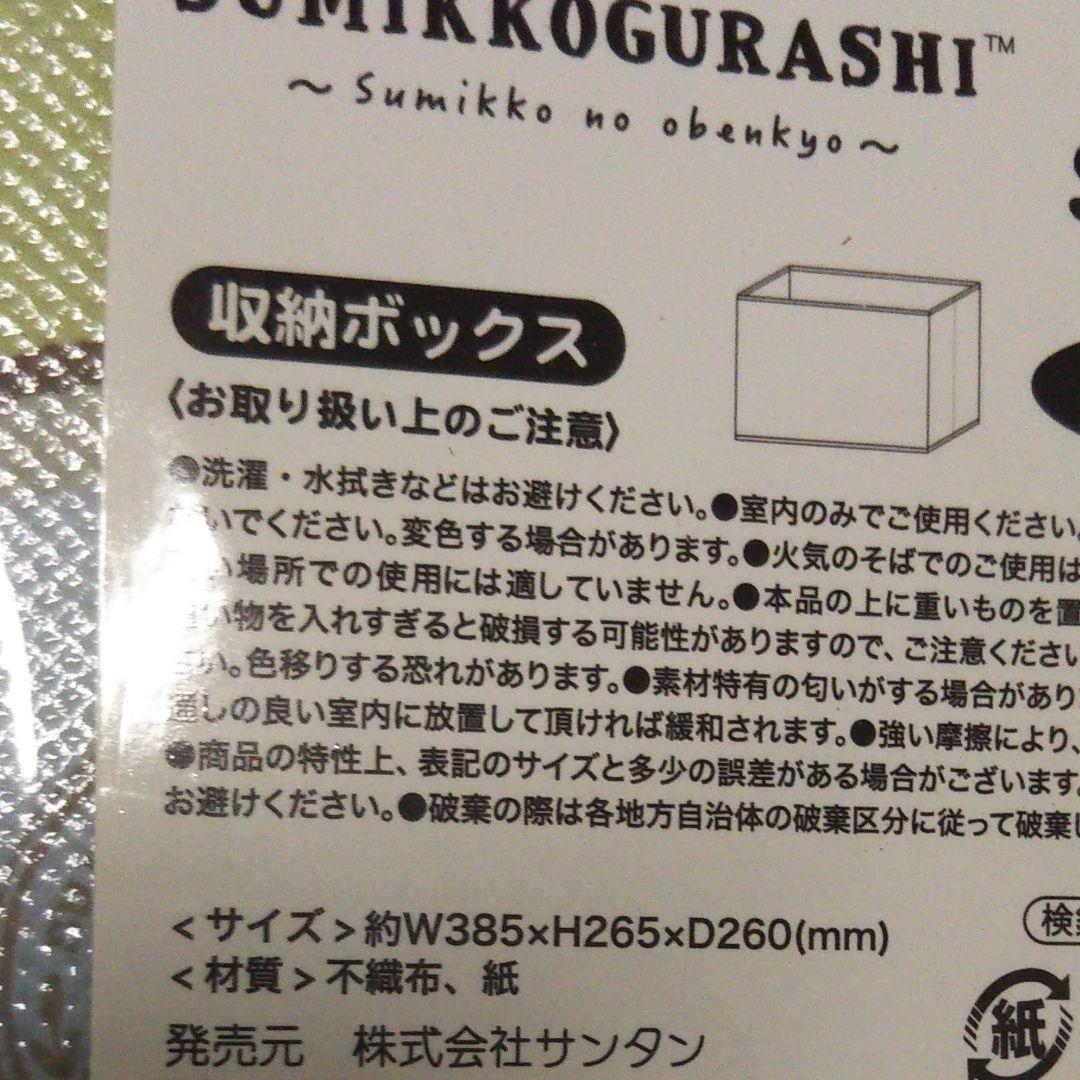 SUMIKKOGURASHI™
～Sumikko no obenkyo～
収納ボックス
〈お取り扱い上のご注意〉
●洗濯・水拭きなどはお避けください。●室内のみでご使用ください。
いでください。変色する場合があります。●火気のそばでのご使用は
い場所での使用には適していません。●本品の上に重いものを置
い物を入れすぎると破損する可能性がありますので、ご注意ください
い。色移りする恐れがあります。●素材特有の匂いがする場合があり
通しの良い室内に放置して頂ければ緩和されます。●強い摩擦により、
●商品の特性上、表記のサイズと多少の誤差がある場合がございます。
お避けください。●破棄の際は各地方自治体の破棄区分に従って破棄し
<サイズ>約W385×H265×D260(mm)
<材質>不織布、紙
検
発売元 株式会社サンタン
紙